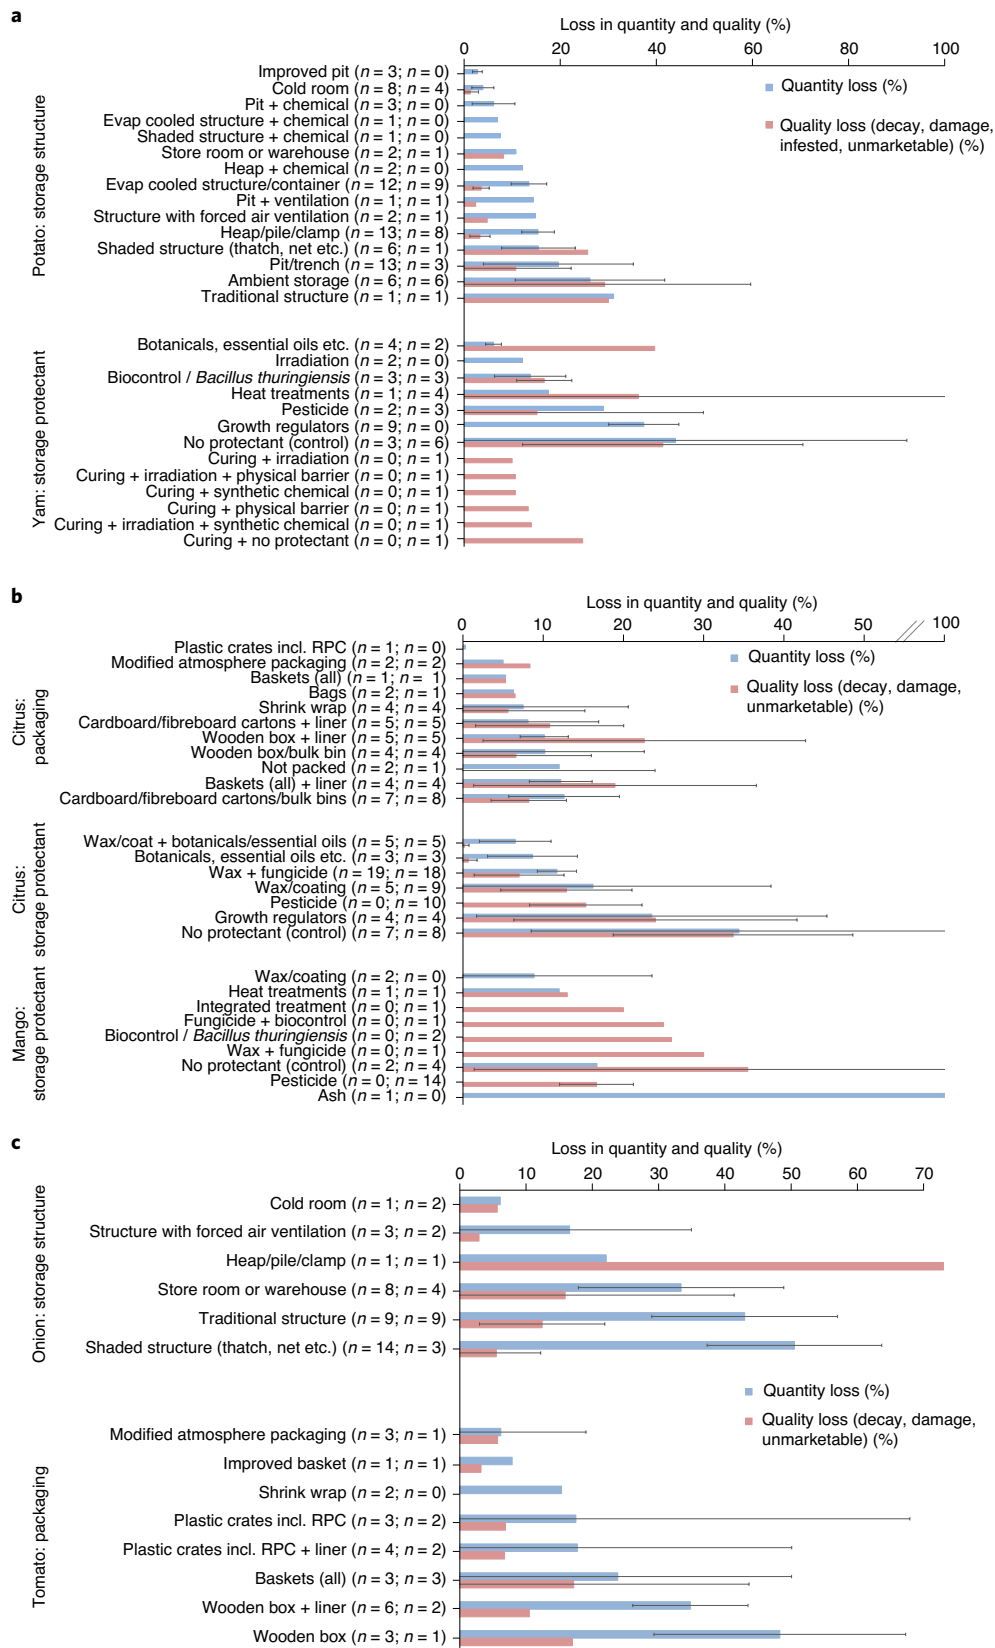 a
Loss in quantity and quality (%)
0 20 40 60 80 100
Quantity loss (%)
Quality loss (decay, damage,
infested, unmarketable) (%)
Potato: storage structure
Improved pit (n = 3; n = 0)
Cold room (n = 8; n = 4)
Pit + chemical (n = 3; n = 0)
Evap cooled structure + chemical (n = 1; n = 0)
Shaded structure + chemical (n = 1; n = 0)
Store room or warehouse (n = 2; n = 1)
Heap + chemical (n = 2; n = 0)
Evap cooled structure/container (n = 12; n = 9)
Pit + ventilation (n = 1; n = 1)
Structure with forced air ventilation (n = 2; n = 1)
Heap/pile/clamp (n = 13; n = 8)
Shaded structure (thatch, net etc.) (n = 6; n = 1)
Pit/trench (n = 13; n = 3)
Ambient storage (n = 6; n = 6)
Traditional structure (n = 1; n = 1)
Yam: storage protectant
Botanicals, essential oils etc. (n = 4; n = 2)
Irradiation (n = 2; n = 0)
Biocontrol / Bacillus thuringiensis (n = 3; n = 3)
Heat treatments (n = 1; n = 4)
Pesticide (n = 2; n = 3)
Growth regulators (n = 9; n = 0)
No protectant (control) (n = 3; n = 6)
Curing + irradiation (n = 0; n = 1)
Curing + irradiation + physical barrier (n = 0; n = 1)
Curing + synthetic chemical (n = 0; n = 1)
Curing + physical barrier (n = 0; n = 1)
Curing + irradiation + synthetic chemical (n = 0; n = 1)
Curing + no protectant (n = 0; n = 1)
b
Loss in quantity and quality (%)
0 10 20 30 40 50 100
Quantity loss (%)
Quality loss (decay, damage,
unmarketable) (%)
Citrus:
packaging
Plastic crates incl. RPC (n = 1; n = 0)
Modified atmosphere packaging (n = 2; n = 2)
Baskets (all) (n = 1; n = 1)
Bags (n = 2; n = 1)
Shrink wrap (n = 4; n = 4)
Cardboard/fibreboard cartons + liner (n = 5; n = 5)
Wooden box + liner (n = 5; n = 5)
Wooden box/bulk bin (n = 4; n = 4)
Not packed (n = 2; n = 1)
Baskets (all) + liner (n = 4; n = 4)
Cardboard/fibreboard cartons/bulk bins (n = 7; n = 8)
Citrus:
storage protectant
Wax/coat + botanicals/essential oils (n = 5; n = 5)
Botanicals, essential oils etc. (n = 3; n = 3)
Wax + fungicide (n = 19; n = 18)
Wax/coating (n = 5; n = 9)
Pesticide (n = 0; n = 10)
Growth regulators (n = 4; n = 4)
No protectant (control) (n = 7; n = 8)
Mango:
storage protectant
Wax/coating (n = 2; n = 0)
Heat treatments (n = 1; n = 1)
Integrated treatment (n = 0; n = 1)
Fungicide + biocontrol (n = 0; n = 1)
Biocontrol / Bacillus thuringiensis (n = 0; n = 2)
Wax + fungicide (n = 0; n = 1)
No protectant (control) (n = 2; n = 4)
Pesticide (n = 0; n = 14)
Ash (n = 1; n = 0)
c
Loss in quantity and quality (%)
0 10 20 30 40 50 60 70
Onion: storage structure
Cold room (n = 1; n = 2)
Structure with forced air ventilation (n = 3; n = 2)
Heap/pile/clamp (n = 1; n = 1)
Store room or warehouse (n = 8; n = 4)
Traditional structure (n = 9; n = 9)
Shaded structure (thatch, net etc.) (n = 14; n = 3)
Quantity loss (%)
Quality loss (decay, damage,
unmarketable) (%)
Tomato: packaging
Modified atmosphere packaging (n = 3; n = 1)
Improved basket (n = 1; n = 1)
Shrink wrap (n = 2; n = 0)
Plastic crates incl. RPC (n = 3; n = 2)
Plastic crates incl. RPC + liner (n = 4; n = 2)
Baskets (all) (n = 3; n = 3)
Wooden box + liner (n = 6; n = 2)
Wooden box (n = 3; n = 1)